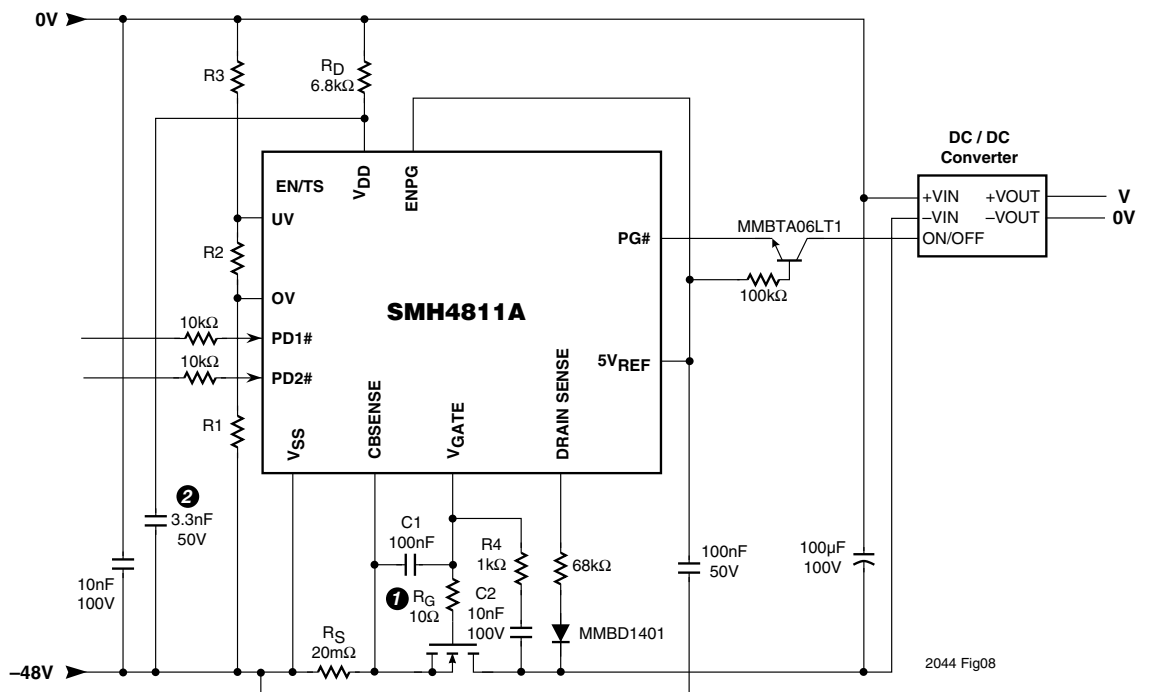 0V
R3
RD
6.8kΩ
DC / DC
Converter
EN/TS
VDD
ENPG
+VIN
+VOUT
V
UV
–VIN
–VOUT
0V
PG#
MMBTA06LT1
ON/OFF
R2
100kΩ
OV
SMH4811A
10kΩ
PD1#
10kΩ
PD2#
5VREF
R1
VSS
CBSENSE
VGATE
DRAIN SENSE
2
3.3nF
50V
C1
100nF
R4
1kΩ
68kΩ
100nF
50V
100µF
100V
10nF
100V
1
RG
10Ω
C2
10nF
100V
MMBD1401
RS
20mΩ
–48V
2044 Fig08